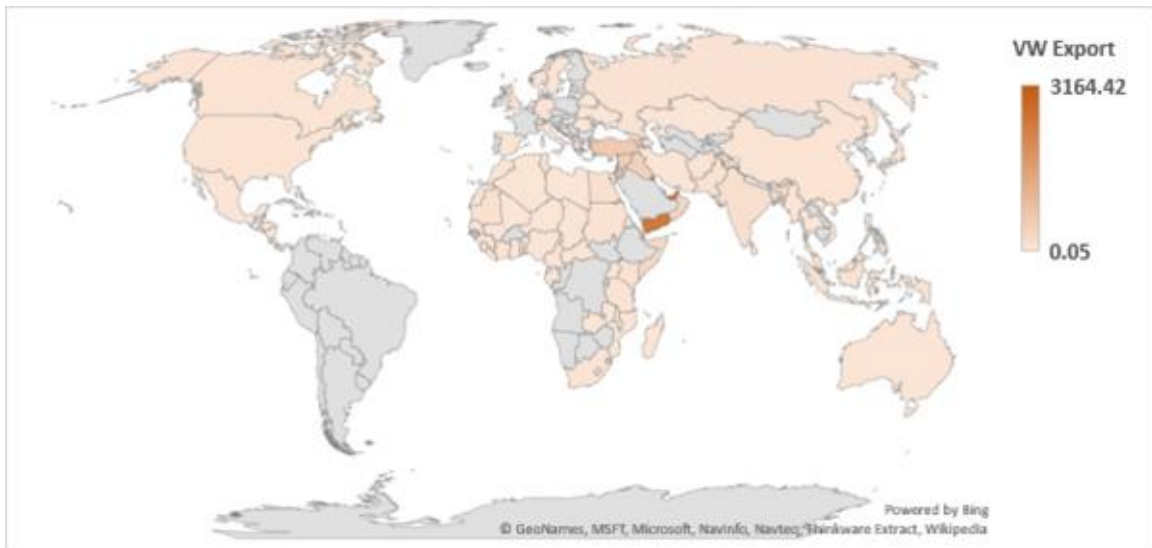 VW Export
3164.42
0.05
Powered by Bing
© GeoNames, MSFT, Microsoft, NavInfo, Navteq, Thinkware Extract, Wikipedia